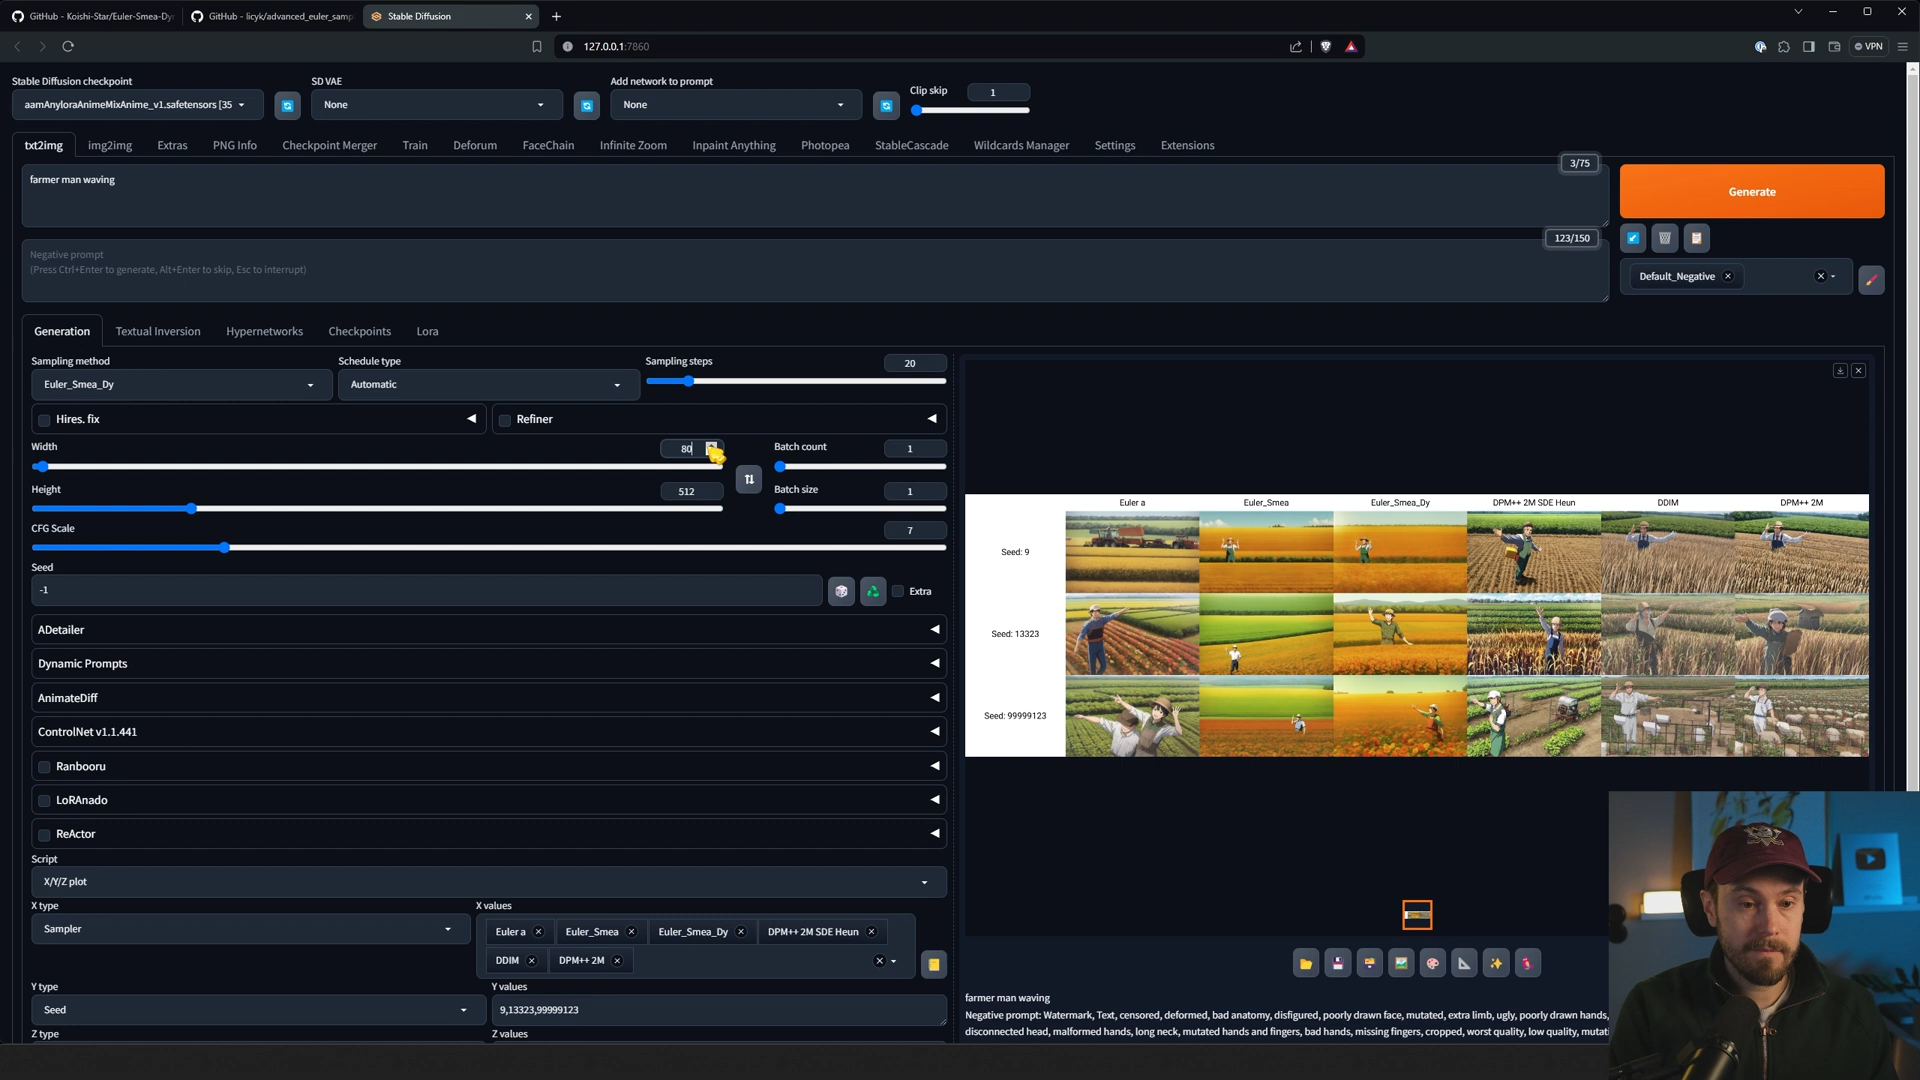 GitHub - Koishi-Star/Euler-Smea-Dy
GitHub - licyk/advanced_euler_samp
Stable Diffusion
127.0.0.1:7860
VPN
Stable Diffusion checkpoint
SD VAE
Add network to prompt
Clip skip
1
aamAnyloraAnimeMixAnime_v1.safetensors [35
None
None
txt2img
img2img
Extras
PNG Info
Checkpoint Merger
Train
Deforum
FaceChain
Infinite Zoom
Inpaint Anything
Photopea
StableCascade
Wildcards Manager
Settings
Extensions
3/75
farmer man waving
Generate
123/150
Negative prompt
(Press Ctrl+Enter to generate, Alt+Enter to skip, Esc to interrupt)
Default_Negative
Generation
Textual Inversion
Hypernetworks
Checkpoints
Lora
Sampling method
Schedule type
Sampling steps
20
Euler_Smea_Dy
Automatic
Hires. fix
Refiner
Width
80
Batch count
1
Height
512
Batch size
1
CFG Scale
7
Seed
-1
Extra
ADetailer
Dynamic Prompts
AnimateDiff
ControlNet v1.1.441
Ranbooru
LoRAnado
ReActor
Script
X/Y/Z plot
X type
X values
Sampler
Euler a
Euler_Smea
Euler_Smea_Dy
DPM++ 2M SDE Heun
DDIM
DPM++ 2M
Y type
Y values
Seed
9,13323,99999123
Z type
Z values
Euler a
Euler_Smea
Euler_Smea_Dy
DPM++ 2M SDE Heun
DDIM
DPM++ 2M
Seed: 9
Seed: 13323
Seed: 99999123
farmer man waving
Negative prompt: Watermark, Text, censored, deformed, bad anatomy, disfigured, poorly drawn face, mutated, extra limb, ugly, poorly drawn hands,
disconnected head, malformed hands, long neck, mutated hands and fingers, bad hands, missing fingers, cropped, worst quality, low quality, mutati